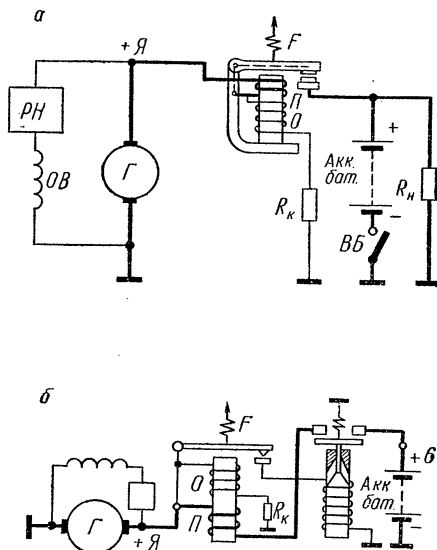 а
+ Я
F
РН
ОВ
Г
П
О
Rк
+
Акк.
бат.
−
ВБ
Rн
б
F
Г
+ Я
О
П
Rк
+ б
Акк
бат.
−